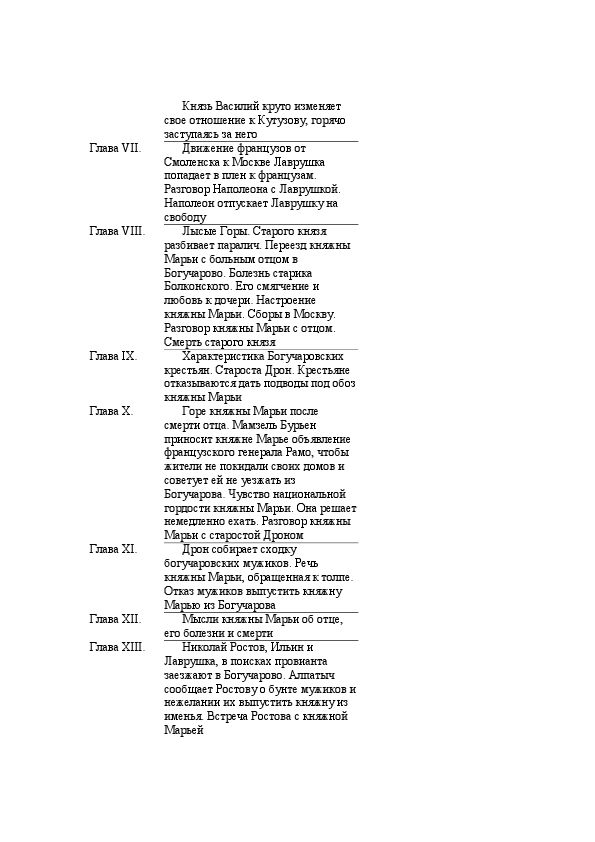 Князь Василий круто изменяет
свое отношение к Кутузову, горячо
заступаясь за него
Глава VII. Движение французов от
Смоленска к Москве Лаврушка
попадает в плен к французам.
Разговор Наполеона с Лаврушкой.
Наполеон отпускает Лаврушку на
свободу
Глава VIII. Лысые Горы. Старого князя
разбивает паралич. Переезд княжны
Марьи с больным отцом в
Богучарово. Болезнь старика
Болконского. Его смягчение и
любовь к дочери. Настроение
княжны Марьи. Сборы в Москву.
Разговор княжны Марьи с отцом.
Смерть старого князя
Глава IX. Характеристика Богучаровских
крестьян. Староста Дрон. Крестьяне
отказываются дать подводы под обоз
княжны Марьи
Глава X. Горе княжны Марьи после
смерти отца. Мамзель Бурьен
приносит княжне Марье объявление
французского генерала Рамо, чтобы
жители не покидали своих домов и
советует ей не уезжать из
Богучарова. Чувство национальной
гордости княжны Марьи. Она решает
немедленно ехать. Разговор княжны
Марьи с старостой Дроном
Глава XI. Дрон собирает сходку
богучаровских мужиков. Речь
княжны Марьи, обращенная к толпе.
Отказ мужиков выпустить княжну
Марью из Богучарова
Глава XII. Мысли княжны Марьи об отце,
его болезни и смерти
Глава XIII. Николай Ростов, Ильин и
Лаврушка, в поисках провианта
заезжают в Богучарово. Алпатыч
сообщает Ростову о бунте мужиков и
нежелании их выпустить княжну из
именья. Встреча Ростова с княжной
Марьей